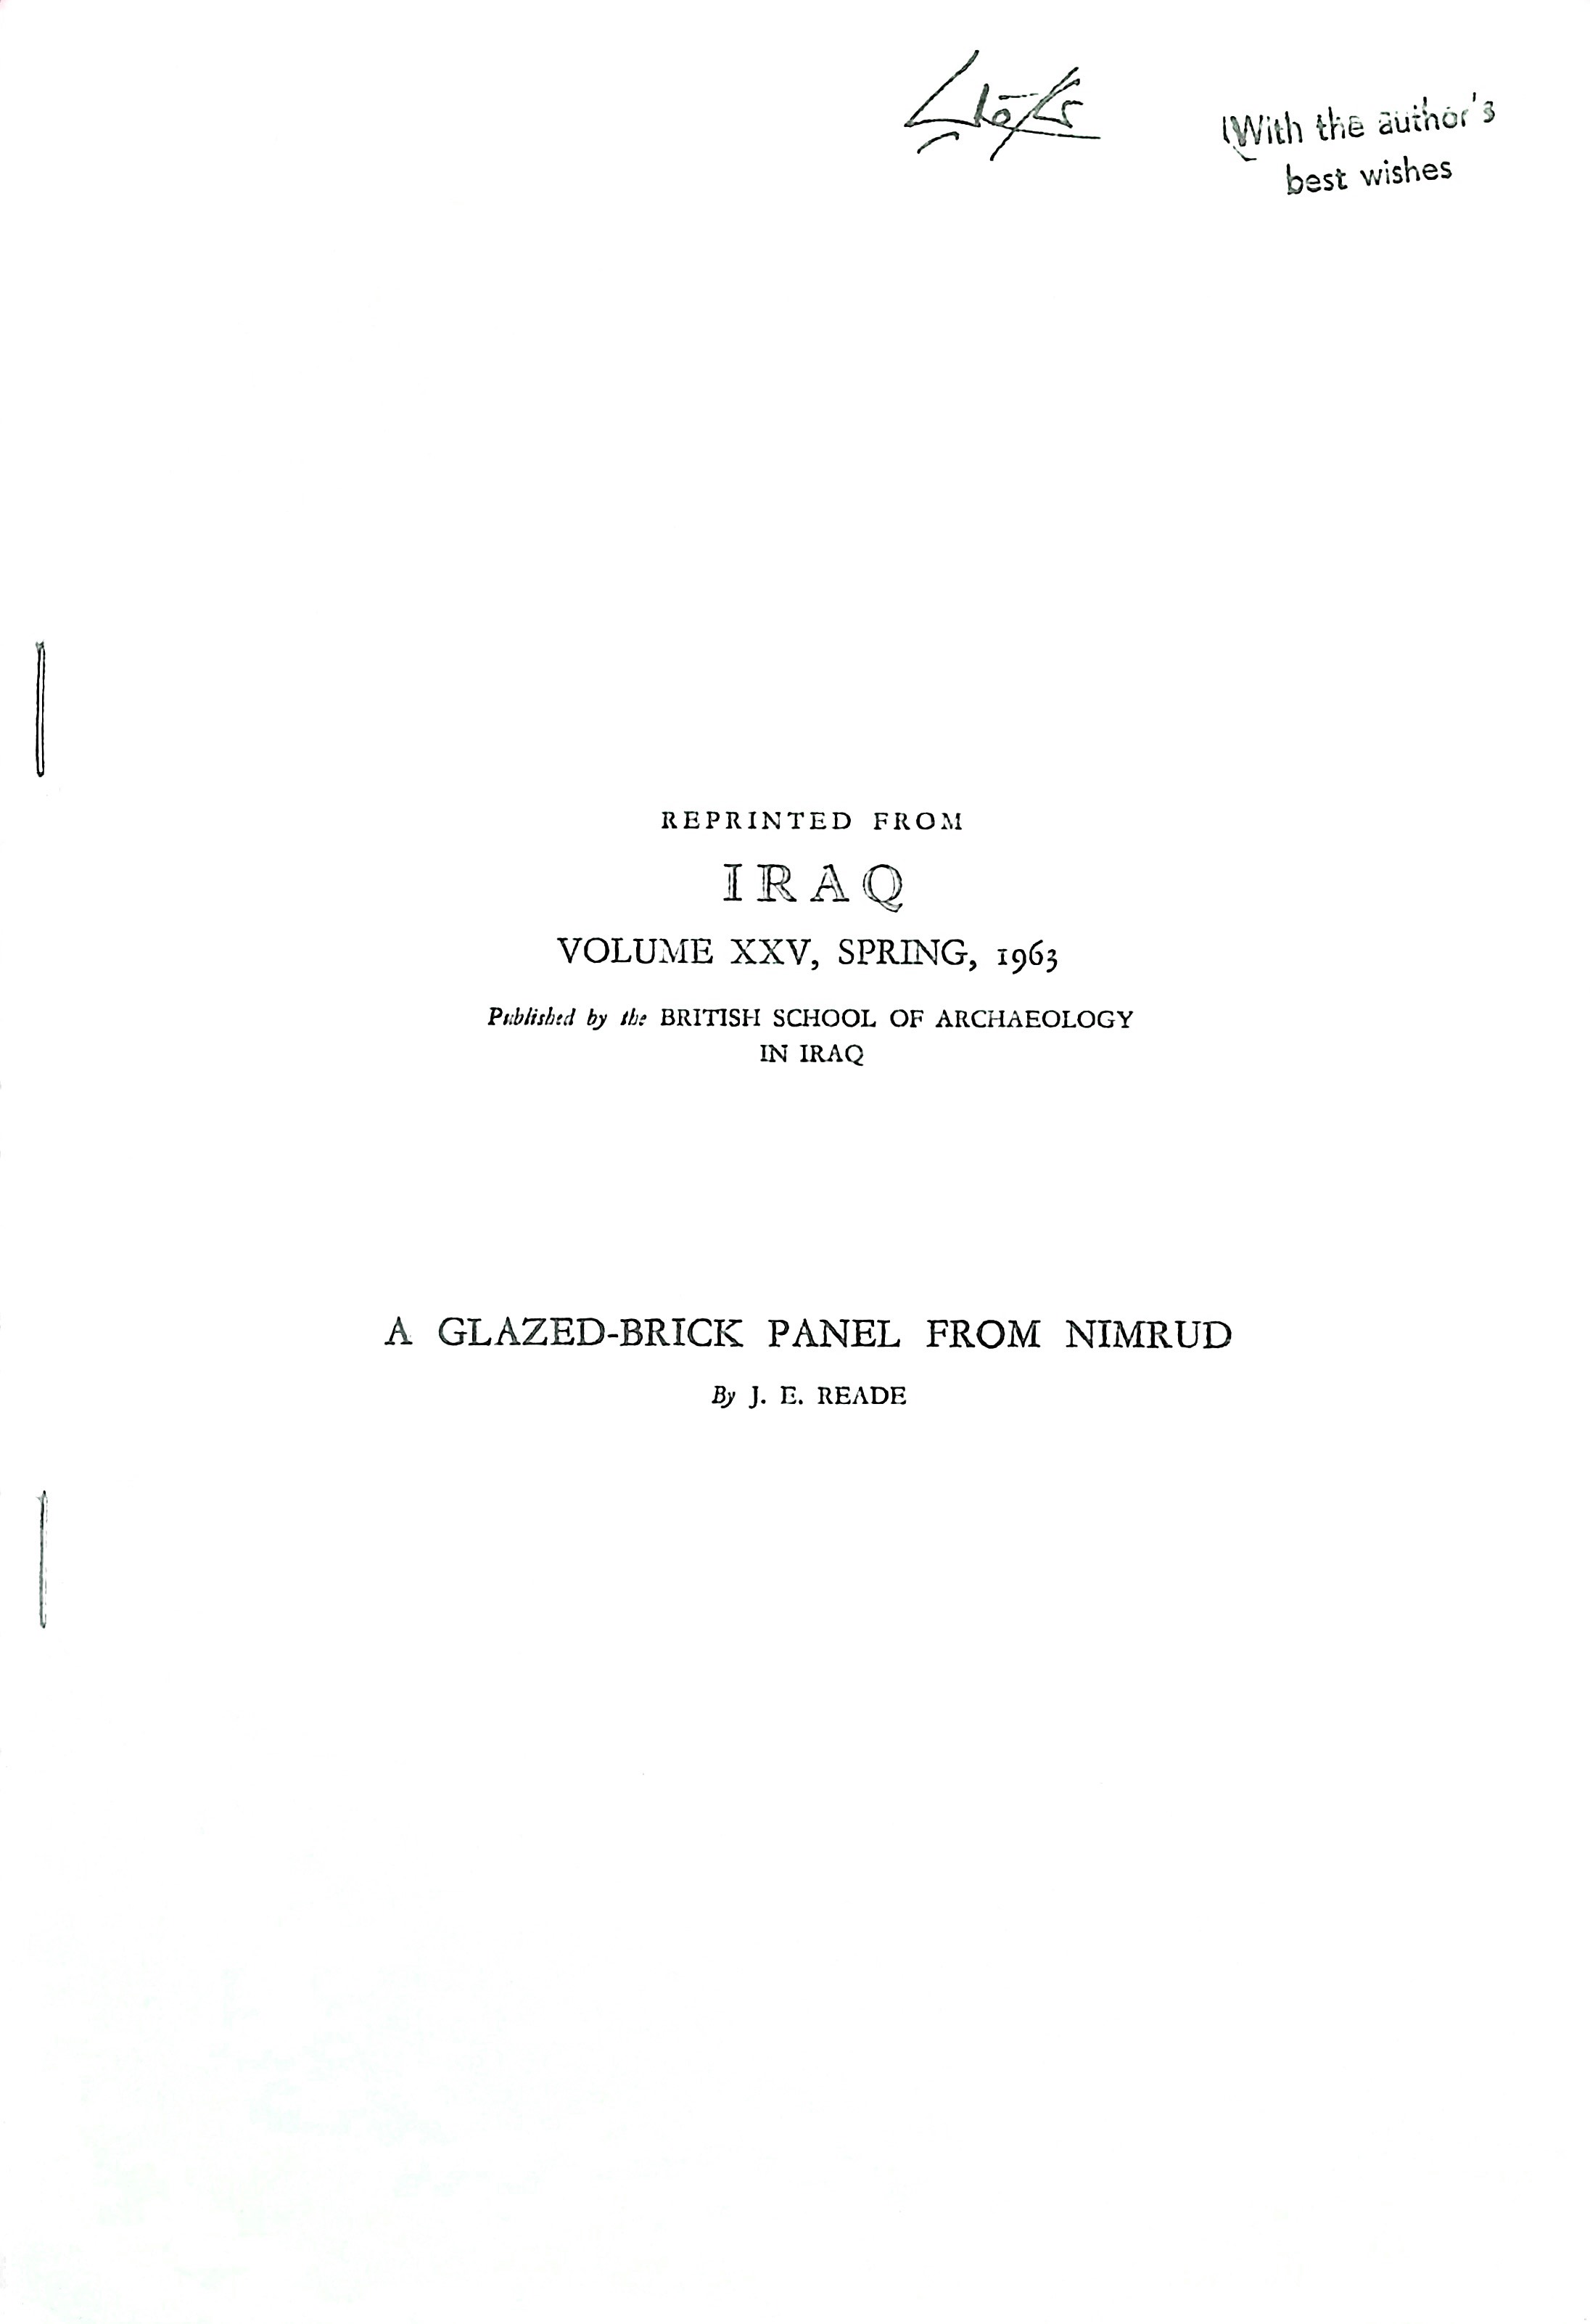 With the author's
best wishes
REPRINTED FROM
IRAQ
VOLUME XXV, SPRING, 1963
Published by the BRITISH SCHOOL OF ARCHAEOLOGY
IN IRAQ
A GLAZED-BRICK PANEL FROM NIMRUD
By J. E. READE